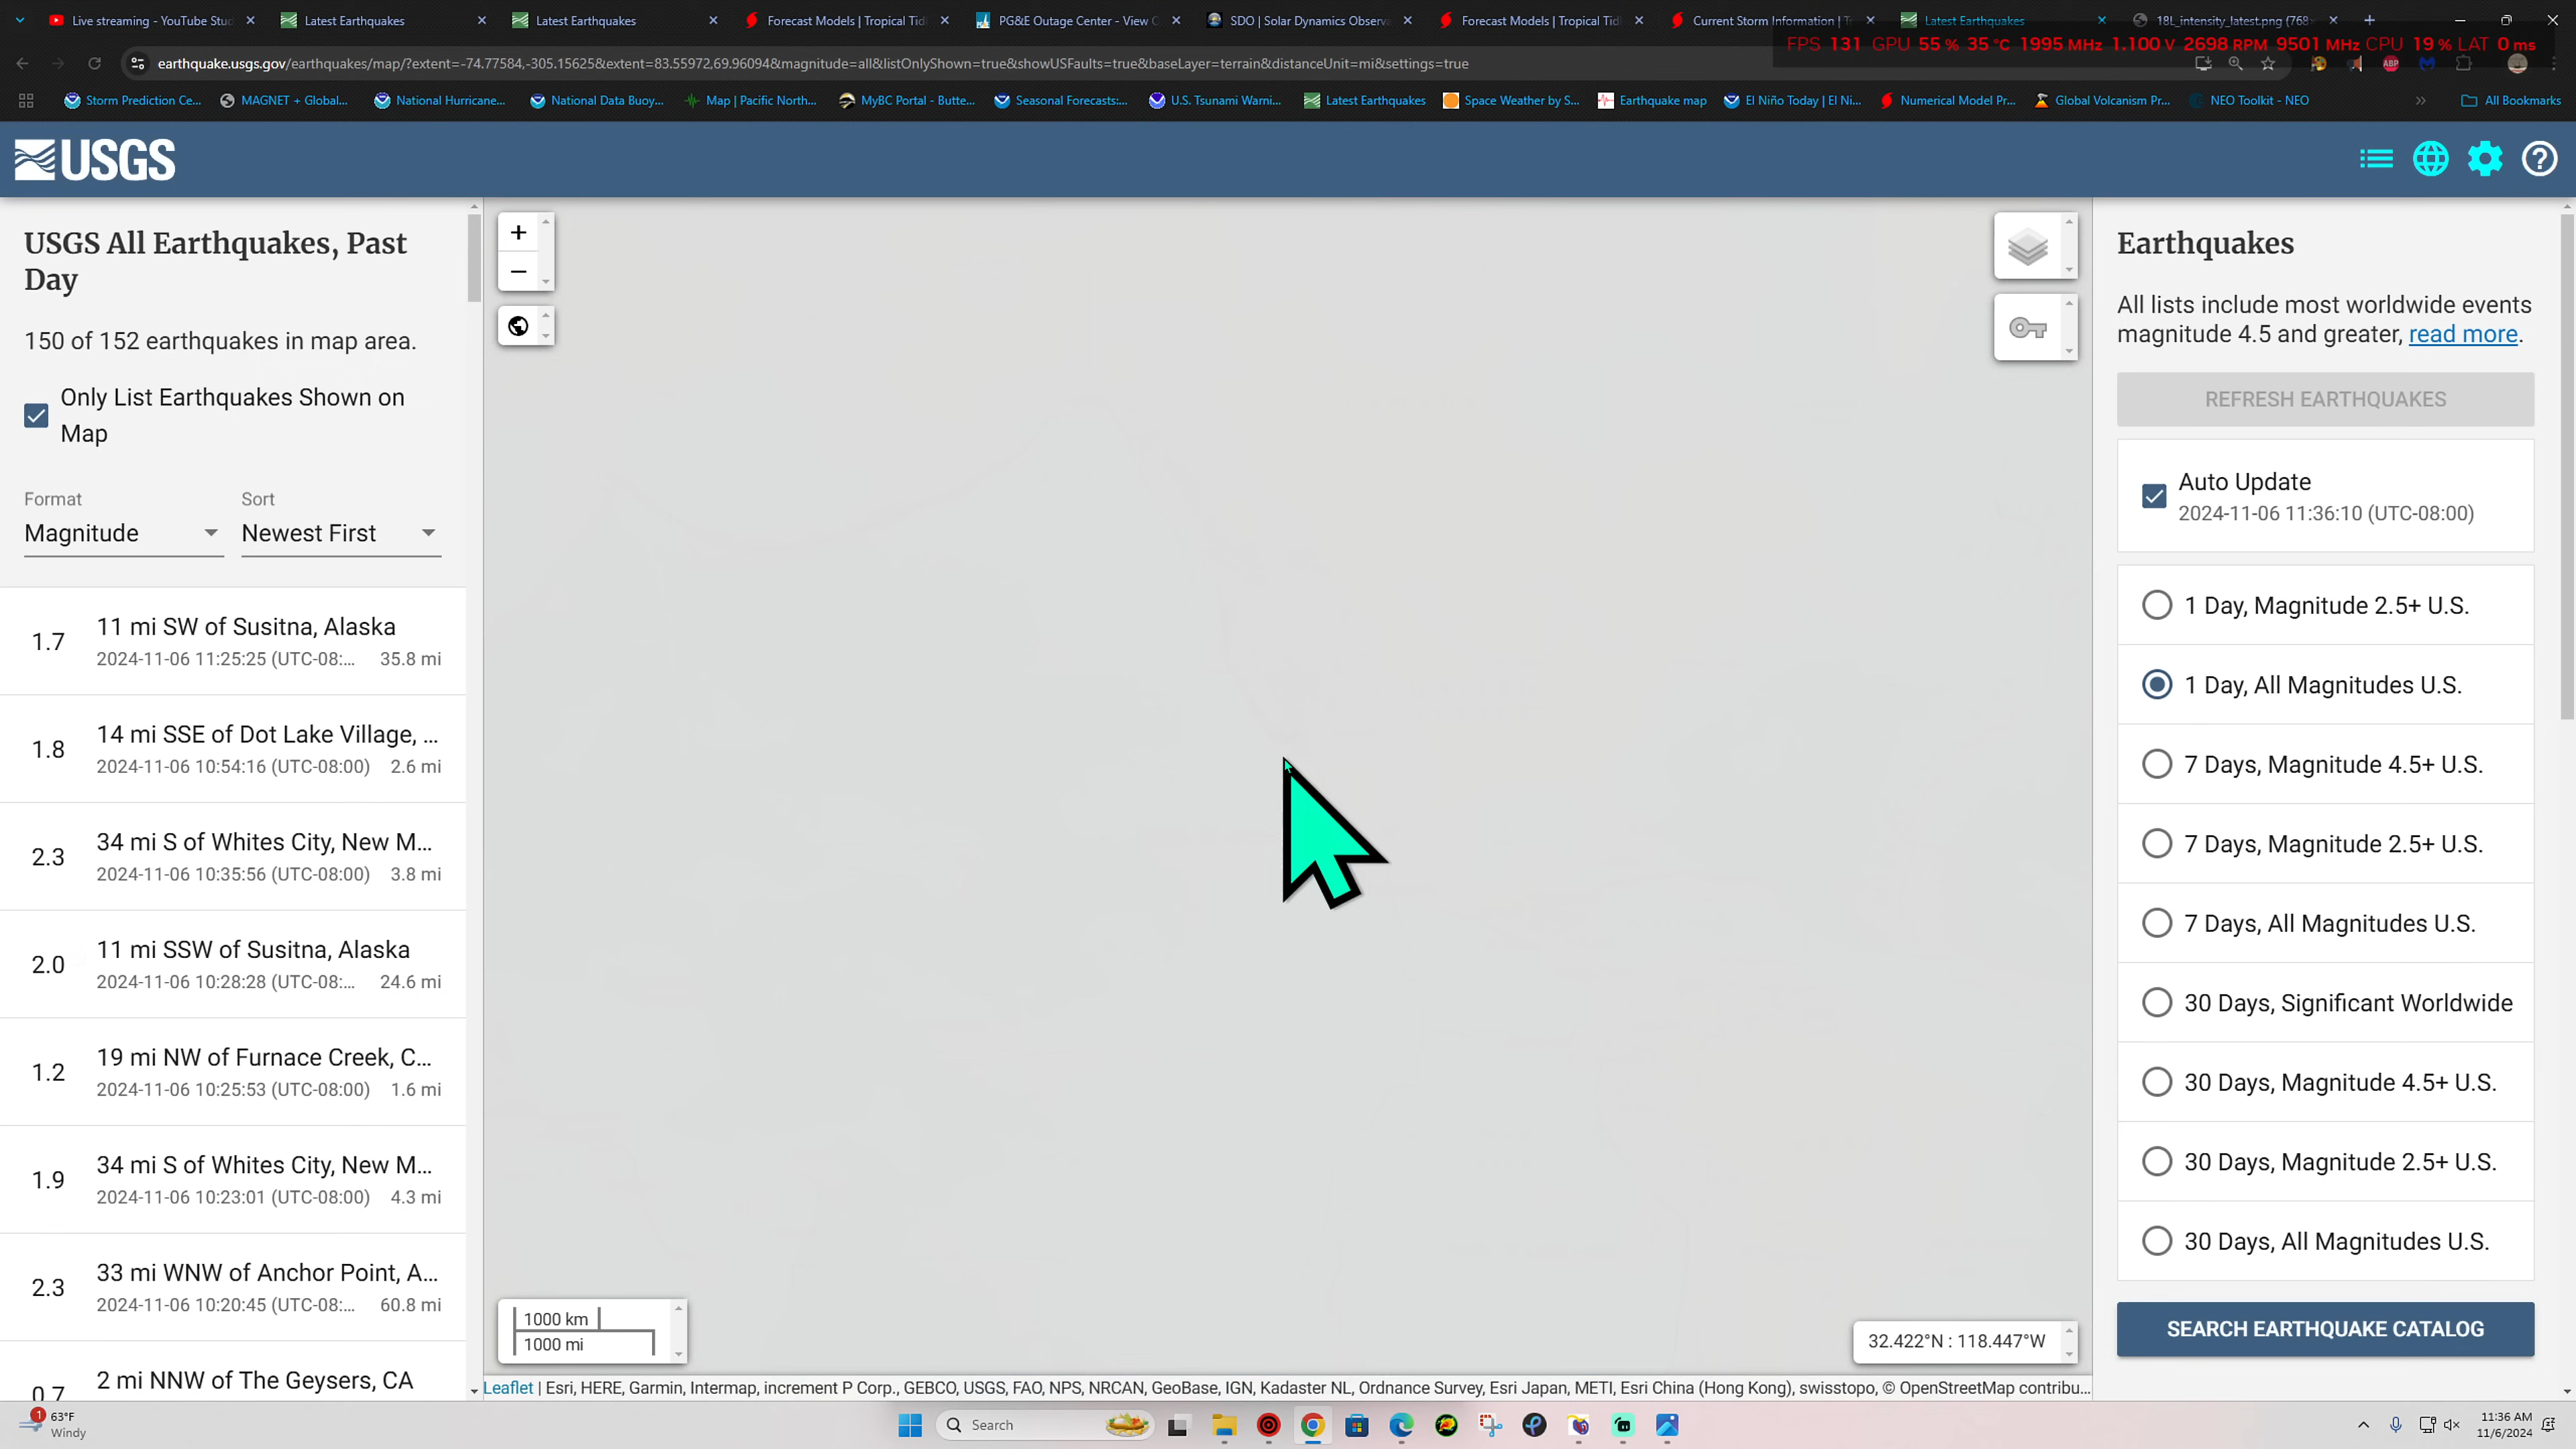 Live streaming - YouTube Stud
Latest Earthquakes
Latest Earthquakes
Forecast Models | Tropical Tid
PG&E Outage Center - View O
SDO | Solar Dynamics Observa
Forecast Models | Tropical Tid
Current Storm Information | Tr
Latest Earthquakes
18L_intensity_latest.png (768
FPS 131 GPU 55 % 35 °C 1995 MHz 1.100 V 2698 RPM 9501 MHz CPU 19 % LAT 0 ms
earthquake.usgs.gov/earthquakes/map/?extent=-74.77584,-305.15625&extent=83.55972,69.96094&magnitude=all&listOnlyShown=true&showUSFaults=true&baseLayer=terrain&distanceUnit=mi&settings=true
ABP
Storm Prediction Ce...
MAGNET + Global...
National Hurricane...
National Data Buoy...
Map | Pacific North...
MyBC Portal - Butte...
Seasonal Forecasts:...
U.S. Tsunami Warni...
Latest Earthquakes
Space Weather by S...
Earthquake map
El Niño Today | El Ni...
Numerical Model Pr...
Global Volcanism Pr...
NEO Toolkit - NEO
All Bookmarks
USGS
USGS All Earthquakes, Past
Day
150 of 152 earthquakes in map area.
Only List Earthquakes Shown on
Map
Format
Sort
Magnitude
Newest First
1.7
11 mi SW of Susitna, Alaska
2024-11-06 11:25:25 (UTC-08:... 35.8 mi
1.8
14 mi SSE of Dot Lake Village, ...
2024-11-06 10:54:16 (UTC-08:00) 2.6 mi
2.3
34 mi S of Whites City, New M...
2024-11-06 10:35:56 (UTC-08:00) 3.8 mi
2.0
11 mi SSW of Susitna, Alaska
2024-11-06 10:28:28 (UTC-08:... 24.6 mi
1.2
19 mi NW of Furnace Creek, C...
2024-11-06 10:25:53 (UTC-08:00) 1.6 mi
1.9
34 mi S of Whites City, New M...
2024-11-06 10:23:01 (UTC-08:00) 4.3 mi
2.3
33 mi WNW of Anchor Point, A...
2024-11-06 10:20:45 (UTC-08:... 60.8 mi
0.7
2 mi NNW of The Geysers, CA
+
−
1000 km
1000 mi
32.422°N : 118.447°W
Leaflet | Esri, HERE, Garmin, Intermap, increment P Corp., GEBCO, USGS, FAO, NPS, NRCAN, GeoBase, IGN, Kadaster NL, Ordnance Survey, Esri Japan, METI, Esri China (Hong Kong), swisstopo, © OpenStreetMap contribu...
Earthquakes
All lists include most worldwide events
magnitude 4.5 and greater, read more.
REFRESH EARTHQUAKES
Auto Update
2024-11-06 11:36:10 (UTC-08:00)
1 Day, Magnitude 2.5+ U.S.
1 Day, All Magnitudes U.S.
7 Days, Magnitude 4.5+ U.S.
7 Days, Magnitude 2.5+ U.S.
7 Days, All Magnitudes U.S.
30 Days, Significant Worldwide
30 Days, Magnitude 4.5+ U.S.
30 Days, Magnitude 2.5+ U.S.
30 Days, All Magnitudes U.S.
SEARCH EARTHQUAKE CATALOG
1
63°F
Windy
Search
11:36 AM
11/6/2024